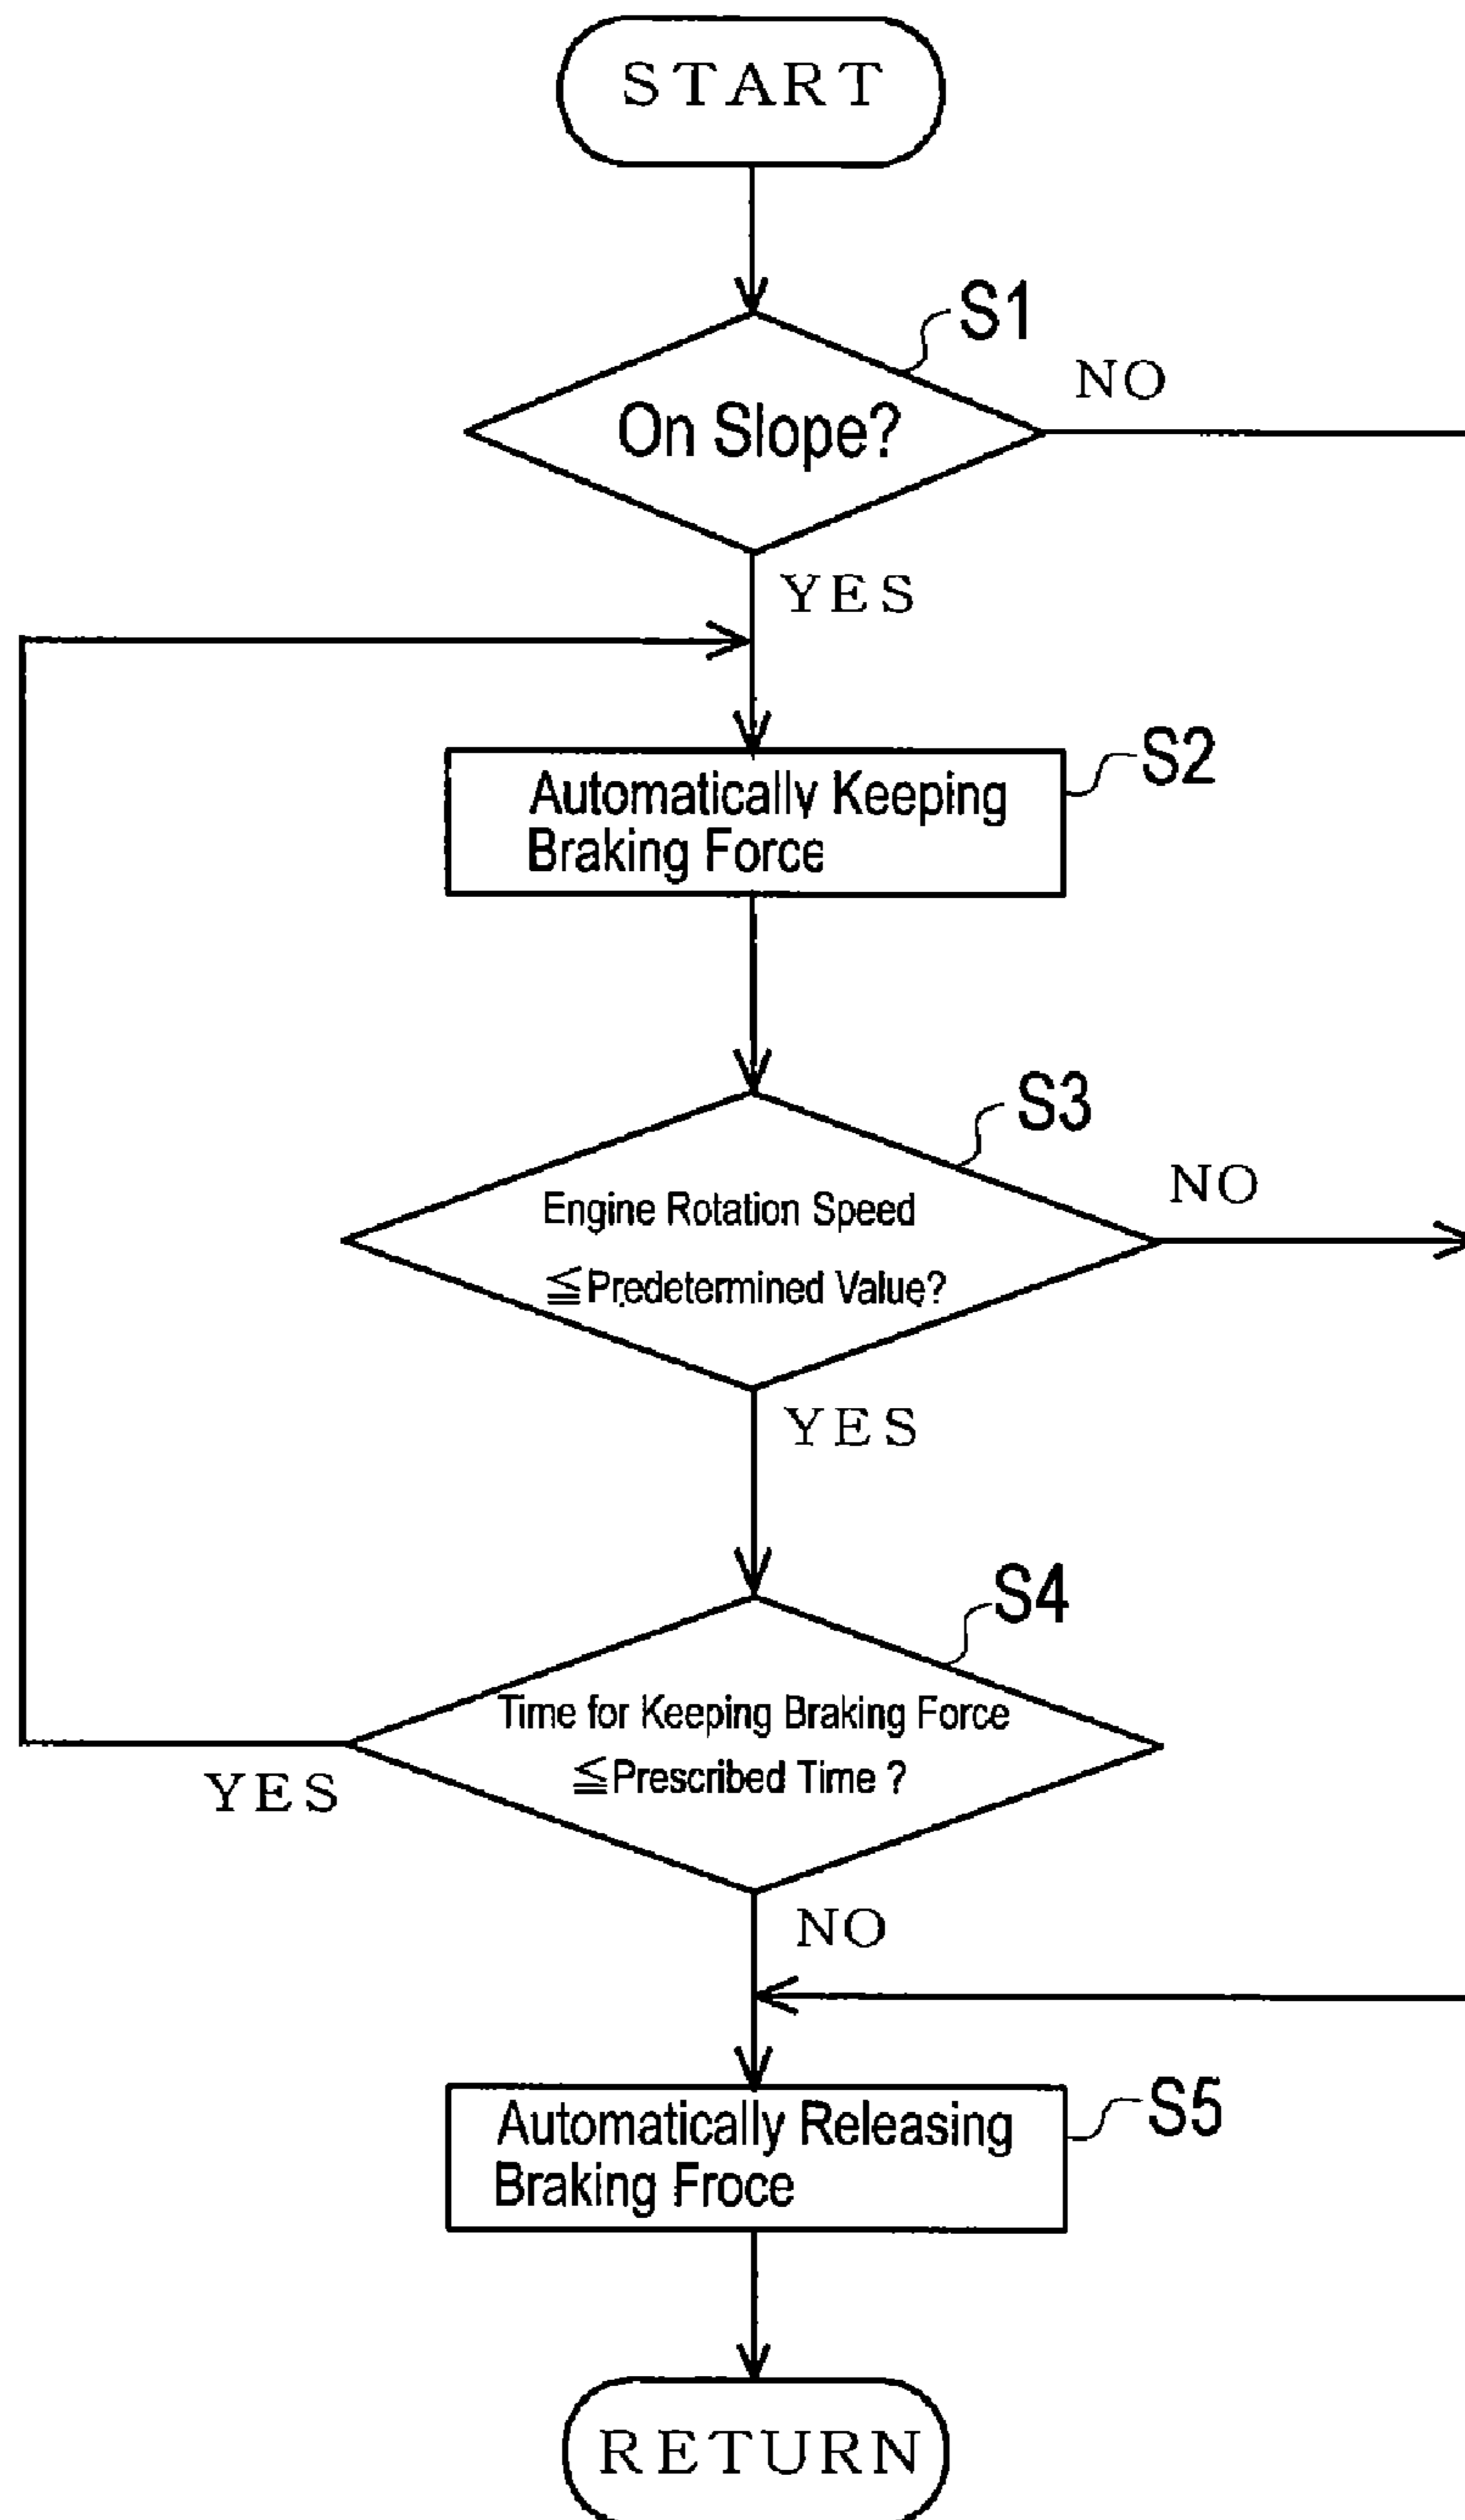 START
S1
NO
On Slope?
YES
S2
Automatically Keeping
Braking Force
S3
NO
Engine Rotation Speed
≦Predetermined Value?
YES
S4
Time for Keeping Braking Force
≦Prescribed Time ?
YES
NO
S5
Automatically Releasing
Braking Froce
RETURN